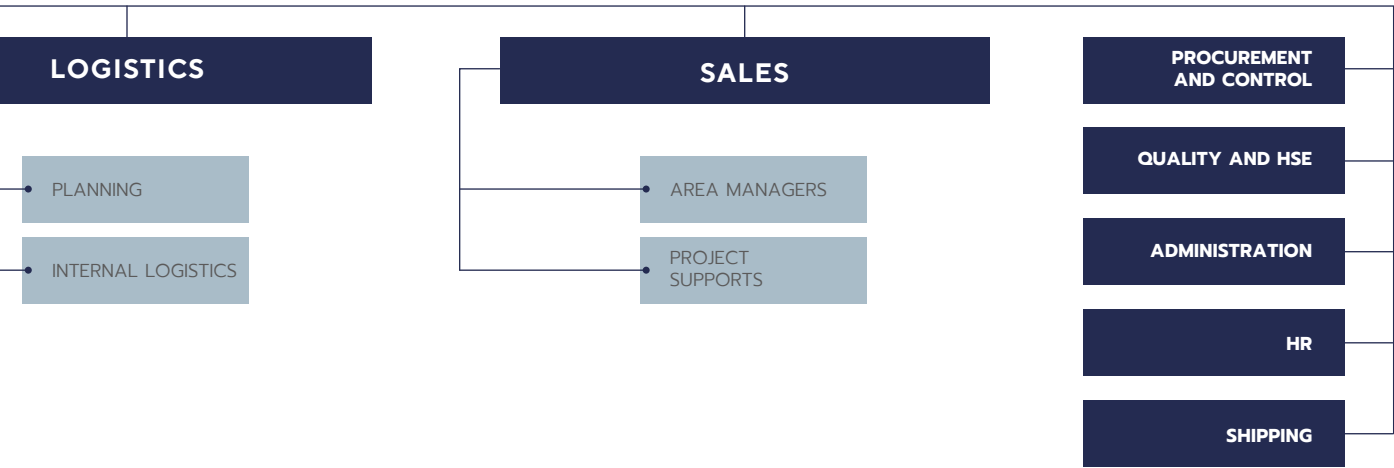 LOGISTICS
PLANNING
INTERNAL LOGISTICS
SALES
AREA MANAGERS
PROJECT
SUPPORTS
PROCUREMENT
AND CONTROL
QUALITY AND HSE
ADMINISTRATION
HR
SHIPPING